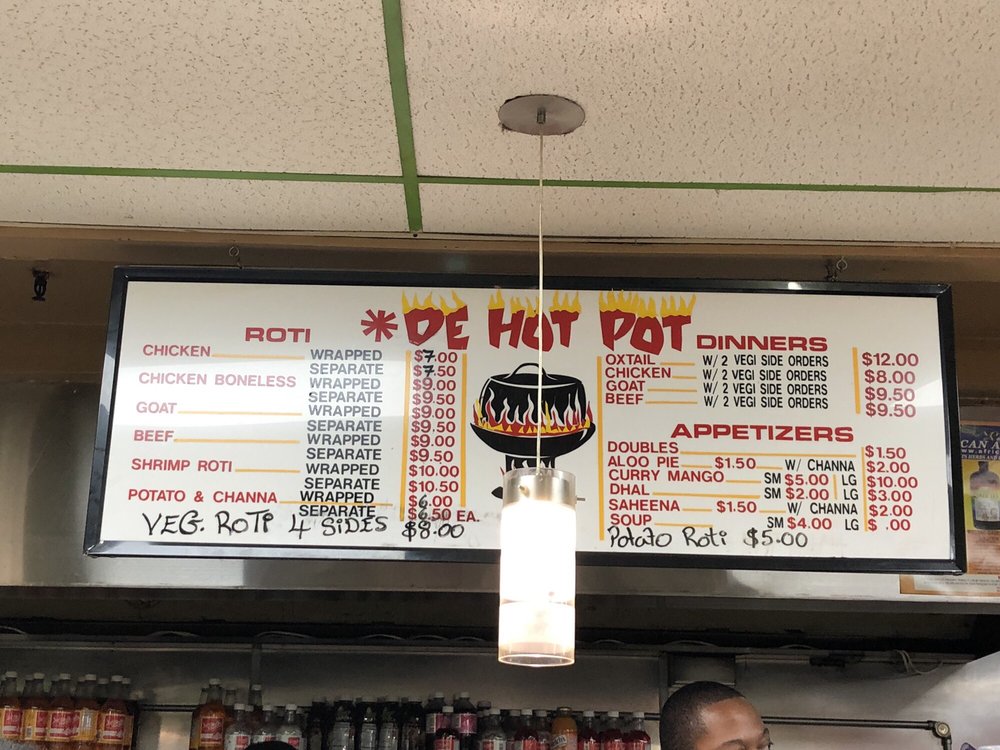 *DE HOT POT
ROTI
CHICKEN WRAPPED $7.00
SEPARATE $7.50
CHICKEN BONELESS WRAPPED $9.00
SEPARATE $9.50
GOAT WRAPPED $9.00
SEPARATE $9.50
BEEF WRAPPED $9.00
SEPARATE $9.50
SHRIMP ROTI WRAPPED $10.00
SEPARATE $10.50
POTATO & CHANNA WRAPPED $6.00
SEPARATE $6.50 EA.
VEG. ROTI 4 SIDES $8.00
DINNERS
OXTAIL W/ 2 VEGI SIDE ORDERS $12.00
CHICKEN W/ 2 VEGI SIDE ORDERS $8.00
GOAT W/ 2 VEGI SIDE ORDERS $9.50
BEEF W/ 2 VEGI SIDE ORDERS $9.50
APPETIZERS
DOUBLES $1.50
ALOO PIE $1.50 W/ CHANNA $2.00
CURRY MANGO SM $5.00 LG $10.00
DHAL SM $2.00 LG $3.00
SAHEENA $1.50 W/ CHANNA $2.00
SOUP SM $4.00 LG $ .00
Potato Roti $5.00